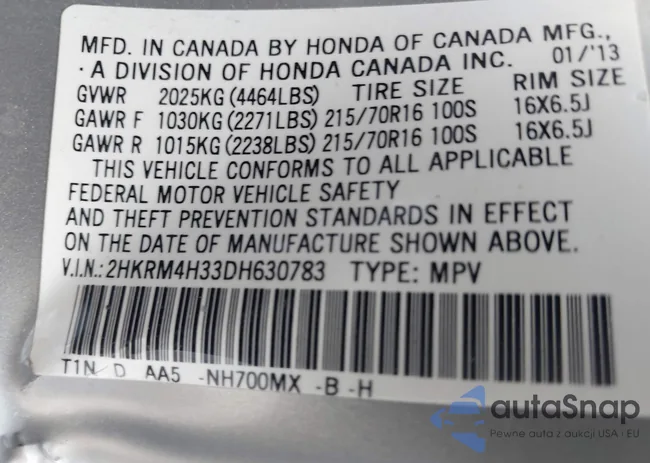 MFD. IN CANADA BY HONDA OF CANADA MFG.,
·A DIVISION OF HONDA CANADA INC. 01/'13
GVWR 2025KG(4464LBS) TIRE SIZE RIM SIZE
GAWR F 1030KG(2271LBS) 215/70R16 100S 16X6.5J
GAWR R 1015KG(2238LBS) 215/70R16 100S 16X6.5J
THIS VEHICLE CONFORMS TO ALL APPLICABLE
FEDERAL MOTOR VEHICLE SAFETY
AND THEFT PREVENTION STANDARDS IN EFFECT
ON THE DATE OF MANUFACTURE SHOWN ABOVE.
V.I.N.: 2HKRM4H33DH630783 TYPE: MPV
T1N D AA5 -NH700MX -B -H
autaSnap
Pewne auta z aukcji USA i EU